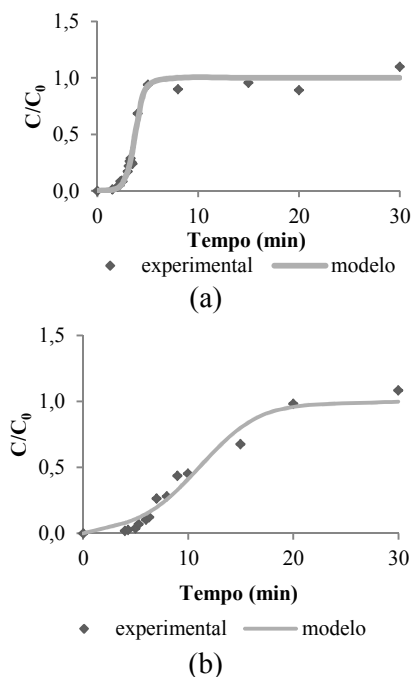 1,5
1,0
0,5
0,0
C/C₀
0 10 20 30
Tempo (min)
experimental modelo
(a)
1,5
1,0
0,5
0,0
C/C₀
0 10 20 30
Tempo (min)
experimental modelo
(b)